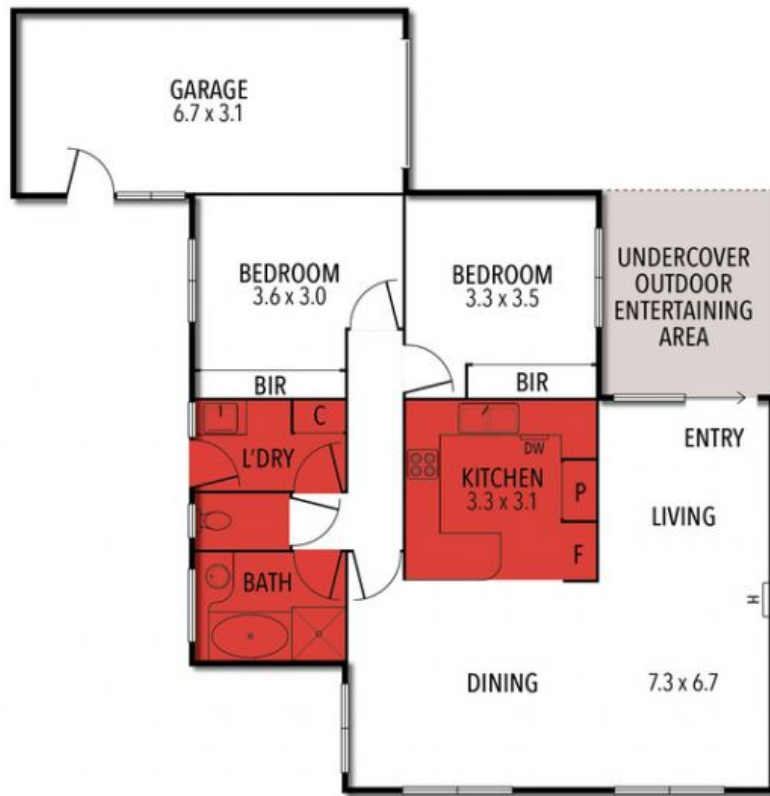 GARAGE
6.7 x 3.1
BEDROOM
3.6 x 3.0
BEDROOM
3.3 x 3.5
UNDERCOVER
OUTDOOR
ENTERTAINING
AREA
BIR
BIR
C
L'DRY
DW
KITCHEN
3.3 x 3.1
P
F
ENTRY
LIVING
BATH
H
DINING
7.3 x 6.7